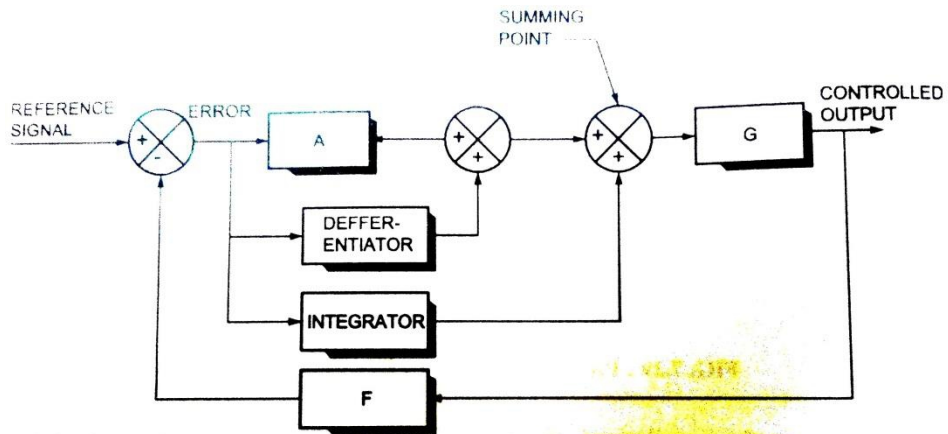 SUMMING
POINT
REFERENCE
SIGNAL
ERROR
CONTROLLED
OUTPUT
+
-
A
+
+
+
+
G
DEFFER-
ENTIATOR
INTEGRATOR
F